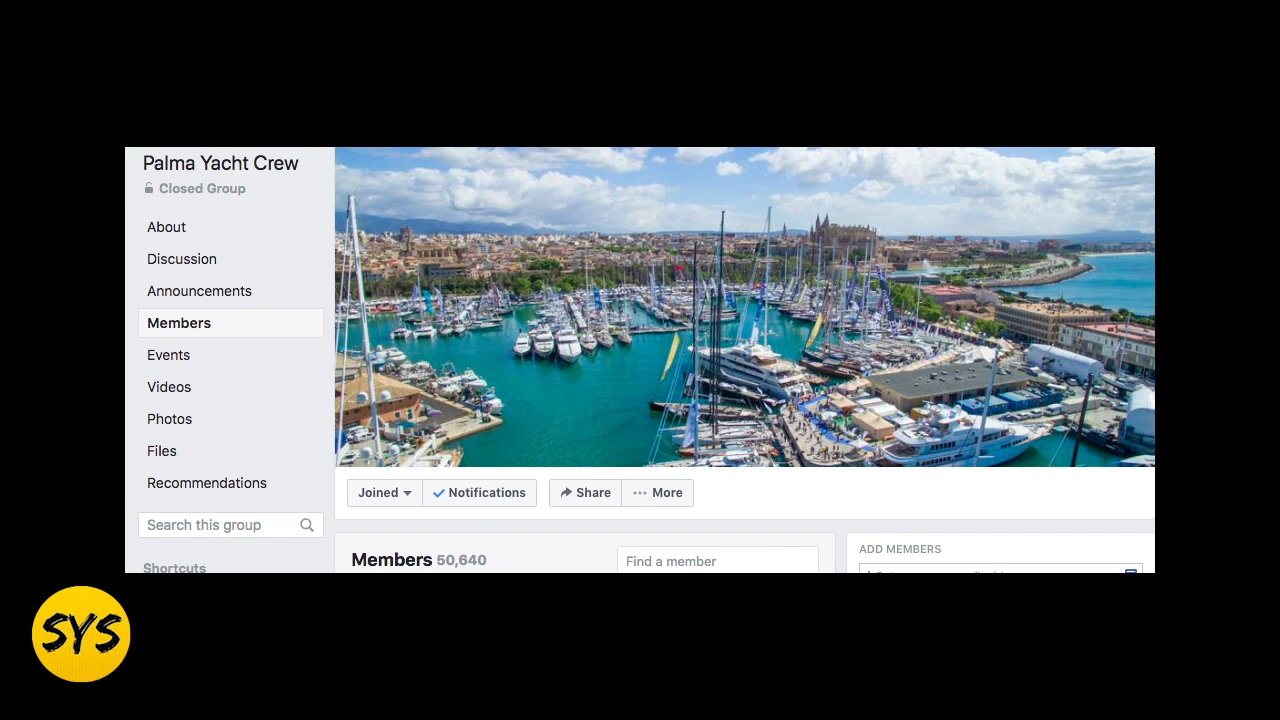 Palma Yacht Crew
Closed Group
About
Discussion
Announcements
Members
Events
Videos
Photos
Files
Recommendations
Search this group
Shortcuts
Joined
Notifications
Share
More
Members 50,640
Find a member
ADD MEMBERS
SYS